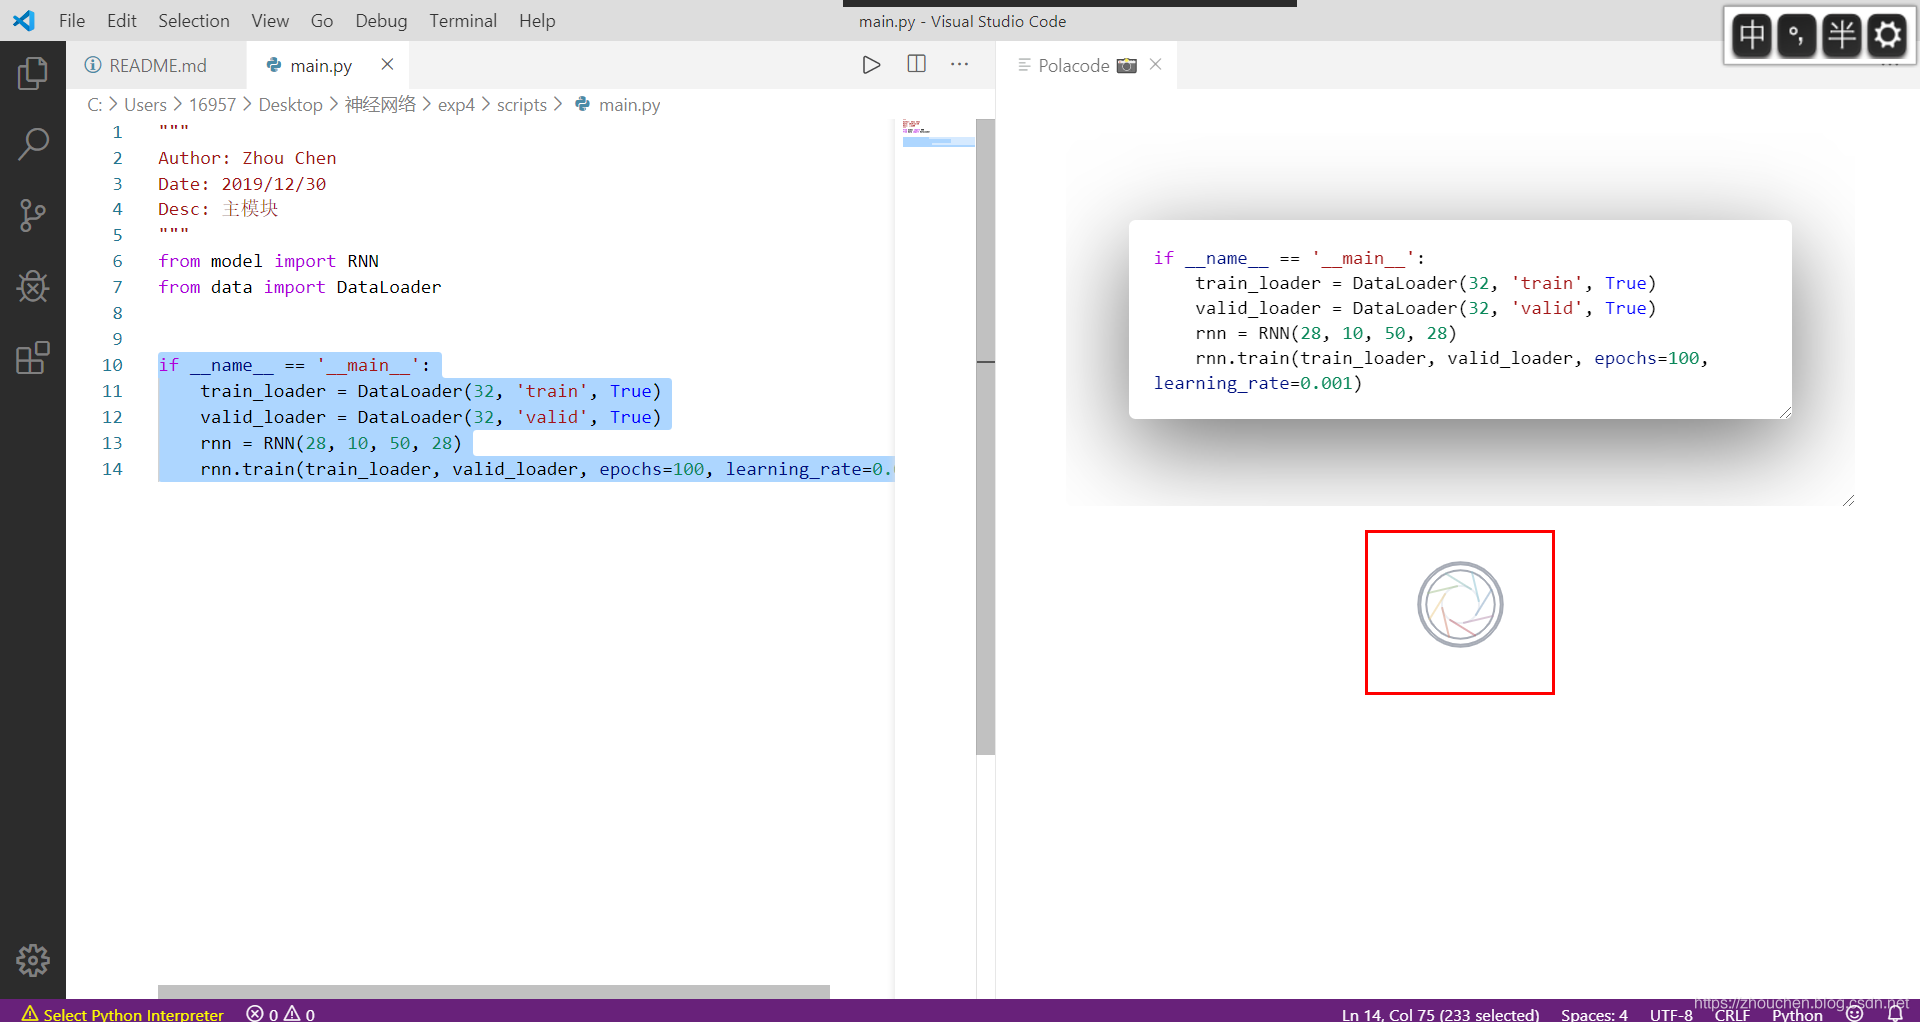 File Edit Selection View Go Debug Terminal Help
main.py - Visual Studio Code
中 °, 半
README.md
main.py
Polacode
C: > Users > 16957 > Desktop > 神经网络 > exp4 > scripts > main.py
1 """
2 Author: Zhou Chen
3 Date: 2019/12/30
4 Desc: 主模块
5 """
6 from model import RNN
7 from data import DataLoader
8
9
10 if __name__ == '__main__':
11 train_loader = DataLoader(32, 'train', True)
12 valid_loader = DataLoader(32, 'valid', True)
13 rnn = RNN(28, 10, 50, 28)
14 rnn.train(train_loader, valid_loader, epochs=100, learning_rate=0.
if __name__ == '__main__':
train_loader = DataLoader(32, 'train', True)
valid_loader = DataLoader(32, 'valid', True)
rnn = RNN(28, 10, 50, 28)
rnn.train(train_loader, valid_loader, epochs=100,
learning_rate=0.001)
https://zhouchen.blog.csdn.net
Select Python Interpreter 0 0
Ln 14, Col 75 (233 selected) Spaces: 4 UTF-8 CRLF Python